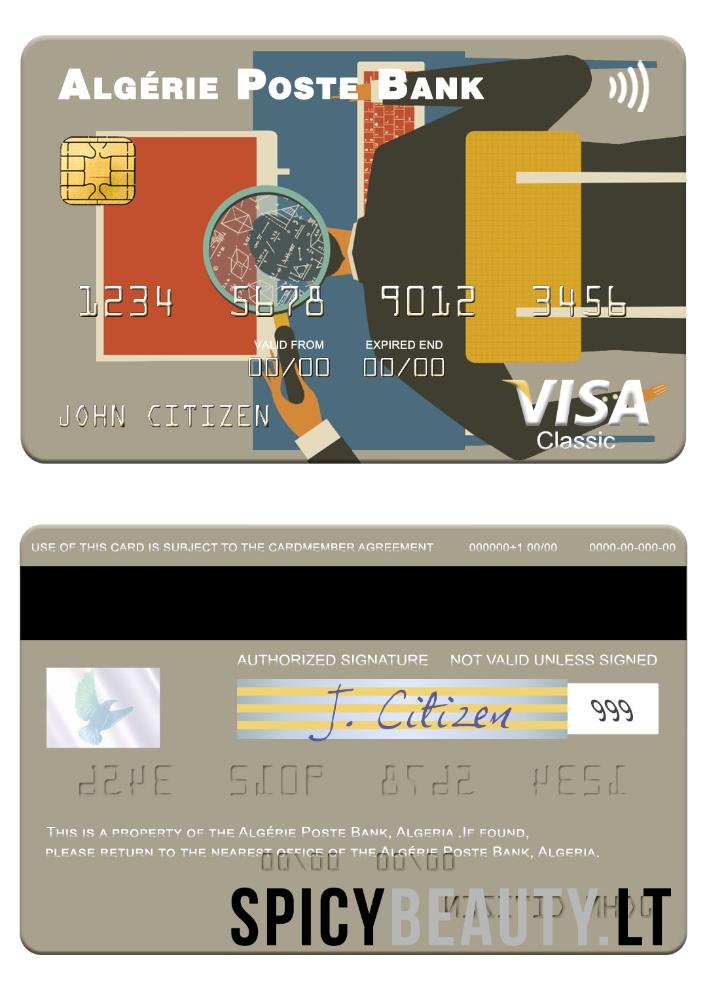 ALGÉRIE POSTE BANK
1234 5678 9012 3456
VALID FROM EXPIRED END
00/00 00/00
JOHN CITIZEN
VISA
Classic
USE OF THIS CARD IS SUBJECT TO THE CARDMEMBER AGREEMENT 000000+1 00/00 0000-00-000-00
AUTHORIZED SIGNATURE NOT VALID UNLESS SIGNED
J. Citizen 999
THIS IS A PROPERTY OF THE ALGÉRIE POSTE BANK, ALGERIA .IF FOUND,
PLEASE RETURN TO THE NEAREST OFFICE OF THE ALGÉRIE POSTE BANK, ALGERIA.
SPICYBEAUTY.LT